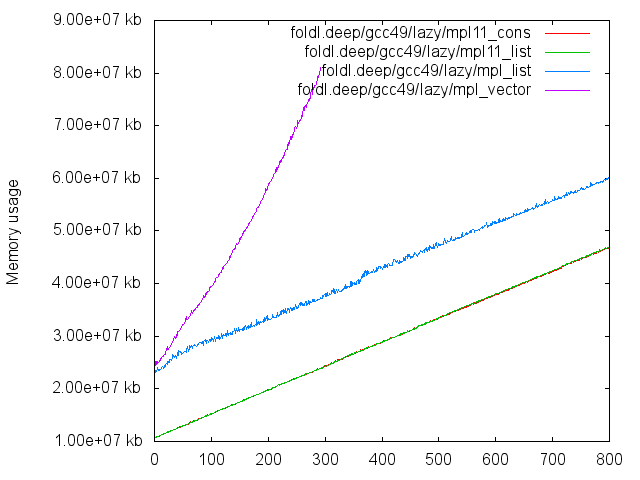 9.00e+07 kb
8.00e+07 kb
7.00e+07 kb
6.00e+07 kb
5.00e+07 kb
4.00e+07 kb
3.00e+07 kb
2.00e+07 kb
1.00e+07 kb
Memory usage
foldl.deep/gcc49/lazy/mpl11_cons
foldl.deep/gcc49/lazy/mpl11_list
foldl.deep/gcc49/lazy/mpl_list
foldl.deep/gcc49/lazy/mpl_vector
0 100 200 300 400 500 600 700 800